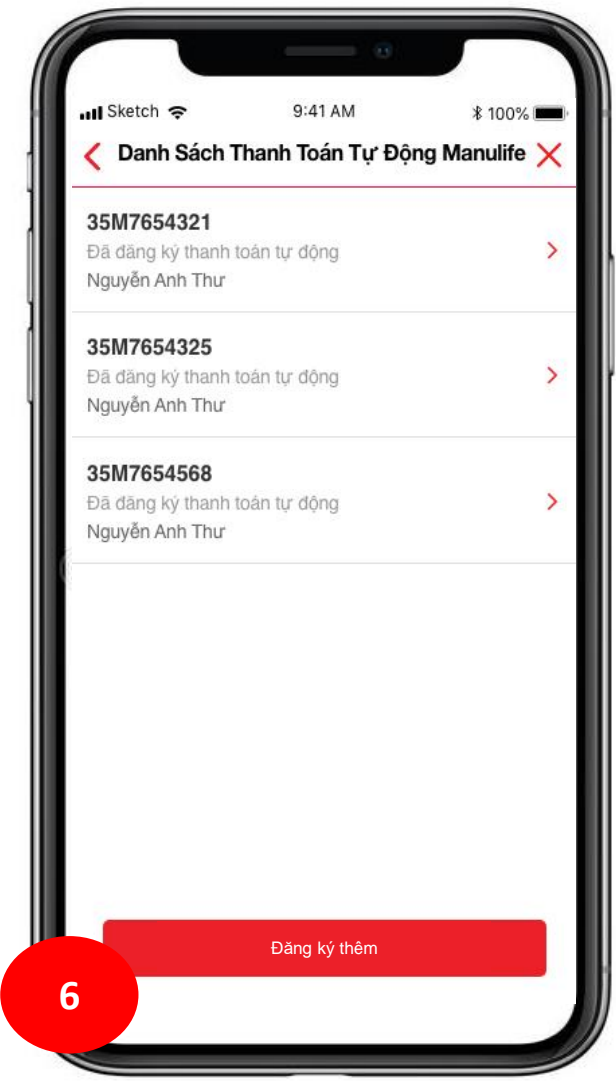 Sketch 9:41 AM 100%
Danh Sách Thanh Toán Tự Động Manulife
35M7654321
Đã đăng ký thanh toán tự động
Nguyễn Anh Thư
35M7654325
Đã đăng ký thanh toán tự động
Nguyễn Anh Thư
35M7654568
Đã đăng ký thanh toán tự động
Nguyễn Anh Thư
Đăng ký thêm
6